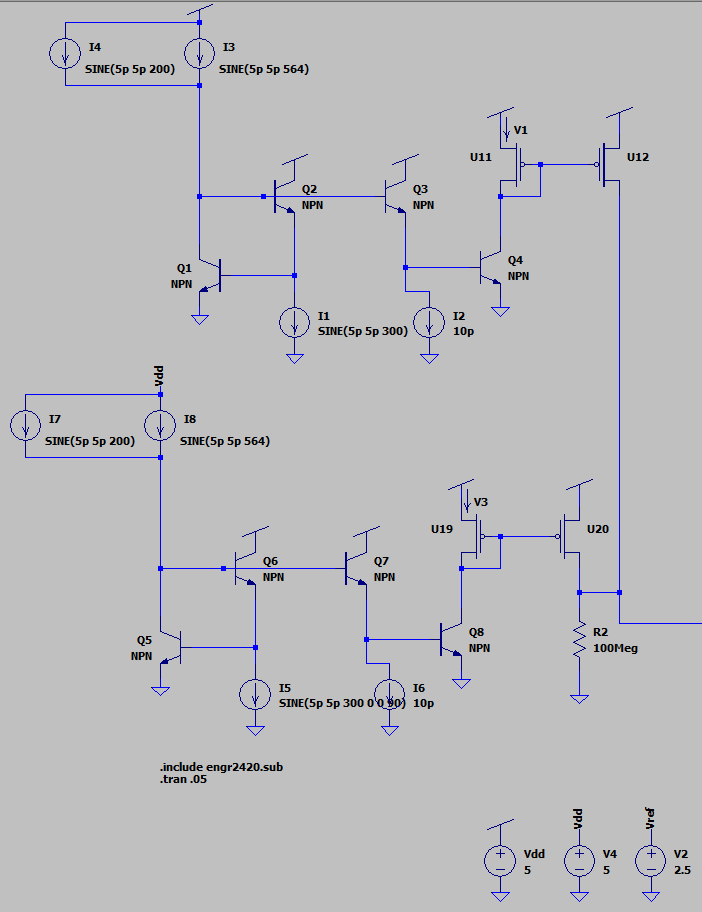 I4
SINE(5p 5p 200)
I3
SINE(5p 5p 564)
V1
U11
U12
Q2
NPN
Q3
NPN
Q1
NPN
Q4
NPN
I1
SINE(5p 5p 300)
I2
10p
Vdd
I7
SINE(5p 5p 200)
I8
SINE(5p 5p 564)
V3
U19
U20
Q6
NPN
Q7
NPN
Q5
NPN
Q8
NPN
R2
100Meg
I5
SINE(5p 5p 300 0 0 90)
I6
10p
.include engr2420.sub
.tran .05
Vdd
5
Vdd
V4
5
Vref
V2
2.5